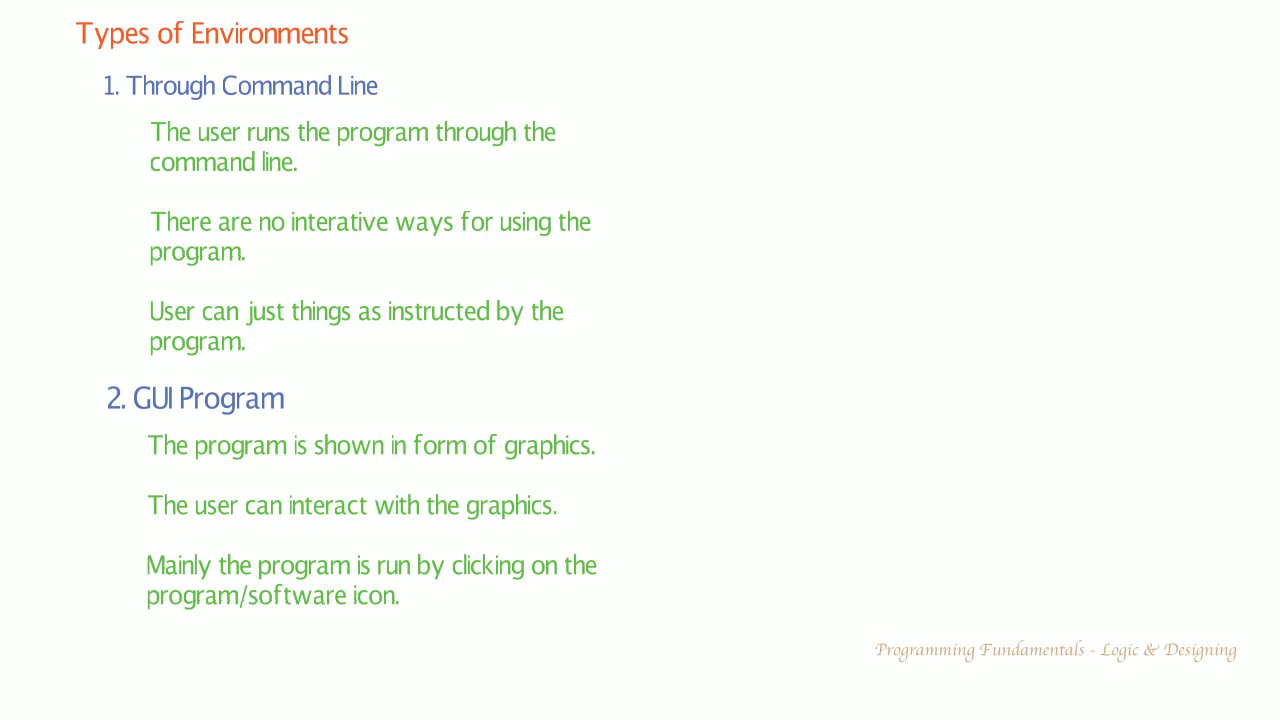 Types of Environments
1. Through Command Line
The user runs the program through the
command line.
There are no interative ways for using the
program.
User can just things as instructed by the
program.
2. GUI Program
The program is shown in form of graphics.
The user can interact with the graphics.
Mainly the program is run by clicking on the
program/software icon.
Programming Fundamentals - Logic & Designing